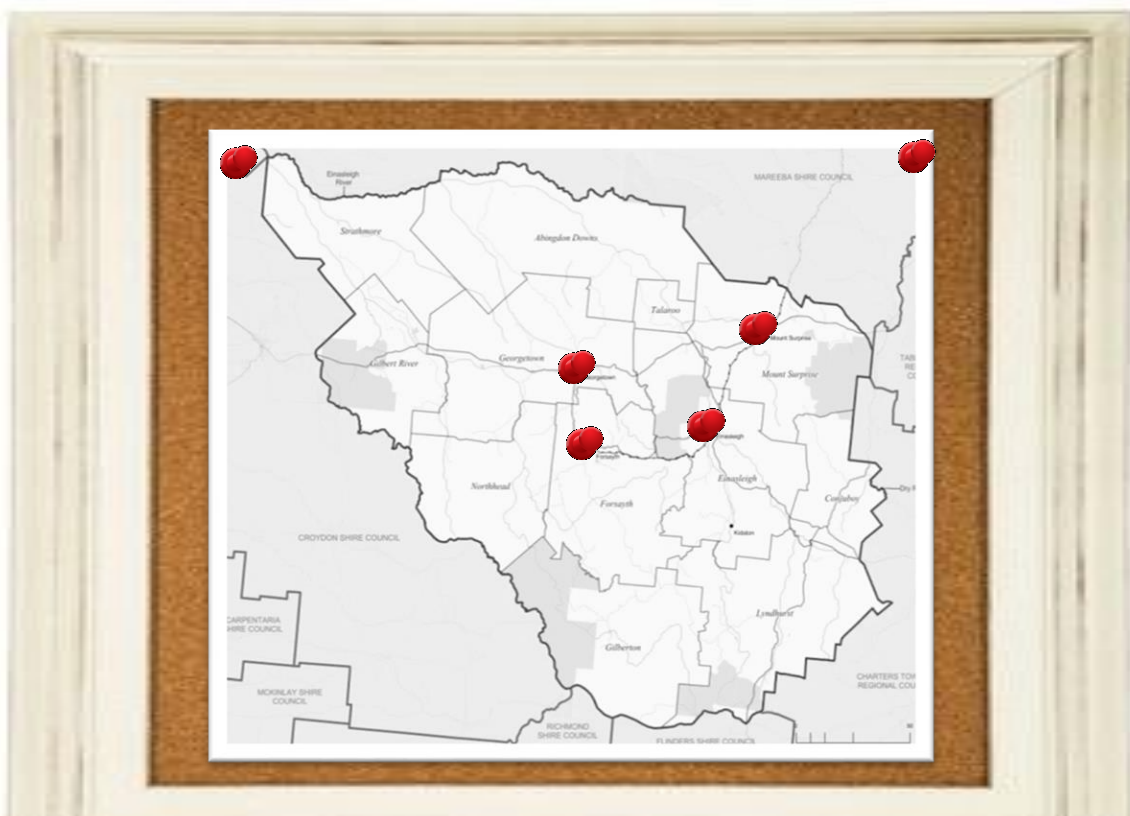 Einasleigh
River
MAREEBA SHIRE COUNCIL
Strathmore
Abingdon Downs
Talaroo
Mount Surprise
Georgetown
Gilbert River
Mount Surprise
Forsayth
Einasleigh
Northhead
Forsayth
Conjuboy
Kidston
CROYDON SHIRE COUNCIL
Lyndhurst
CARPENTARIA
SHIRE COUNCIL
Gilberton
MCKINLAY SHIRE
COUNCIL
RICHMOND
SHIRE COUNCIL
FLINDERS SHIRE COUNCIL
CHARTERS TOW
REGIONAL COU